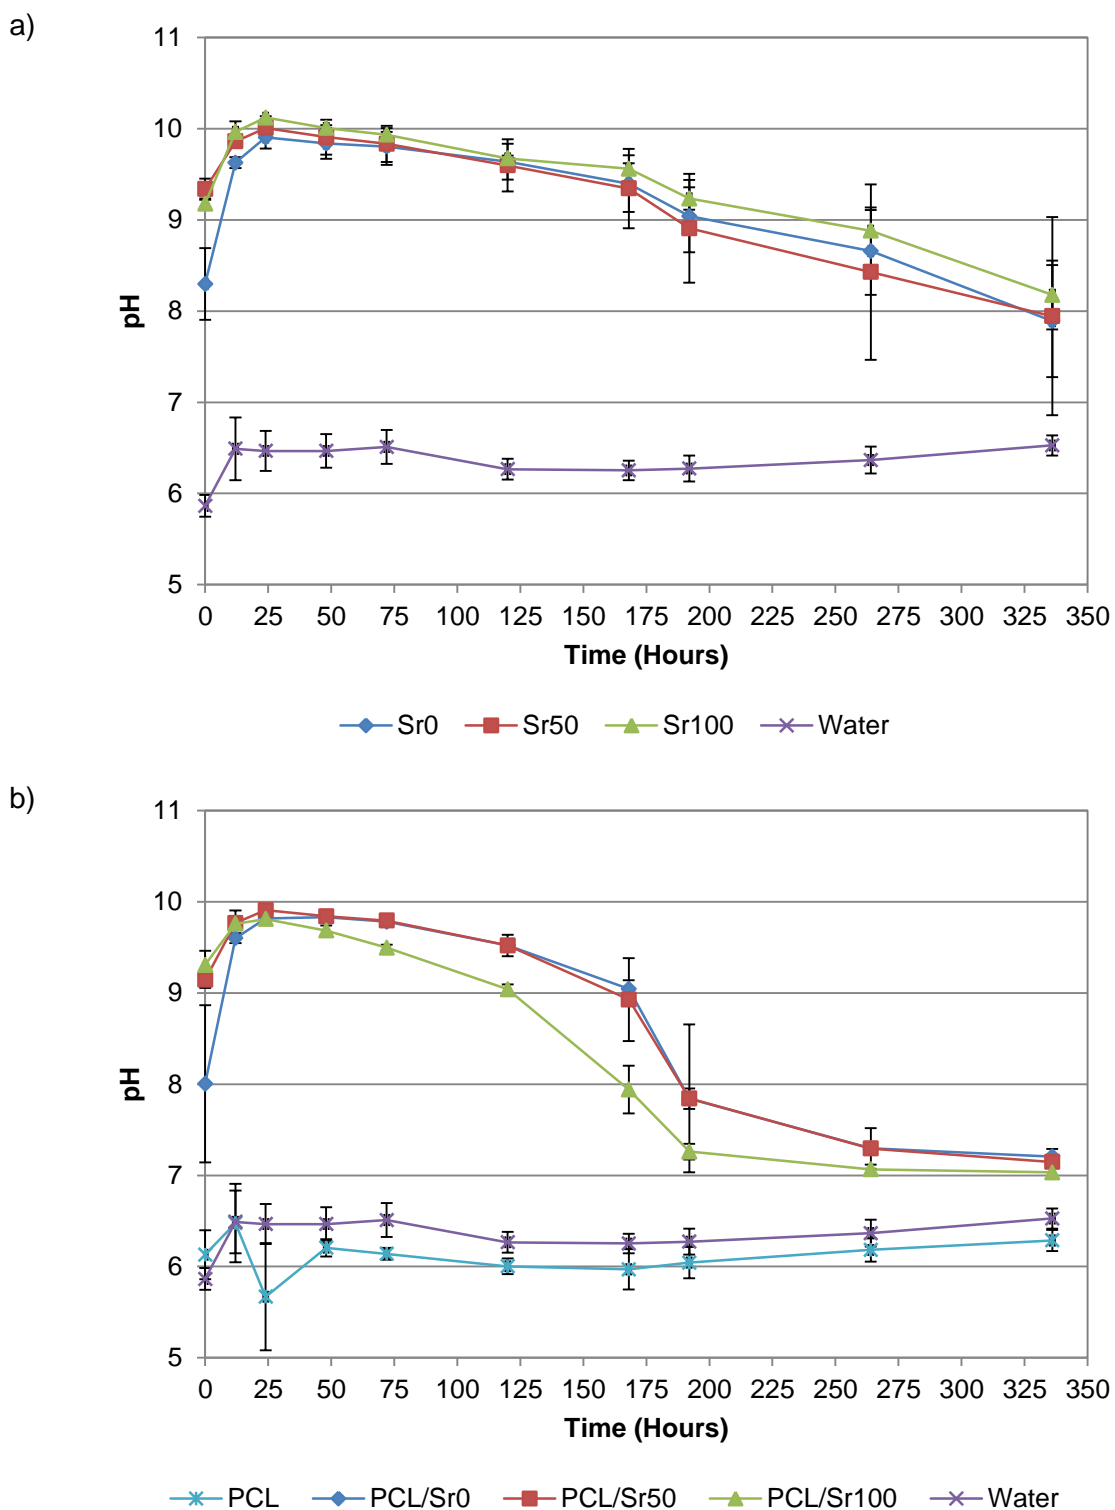 a)
11
10
9
8
7
6
5
pH
0 25 50 75 100 125 150 175 200 225 250 275 300 325 350
Time (Hours)
Sr0 Sr50 Sr100 Water
b)
11
10
9
8
7
6
5
pH
0 25 50 75 100 125 150 175 200 225 250 275 300 325 350
Time (Hours)
PCL PCL/Sr0 PCL/Sr50 PCL/Sr100 Water